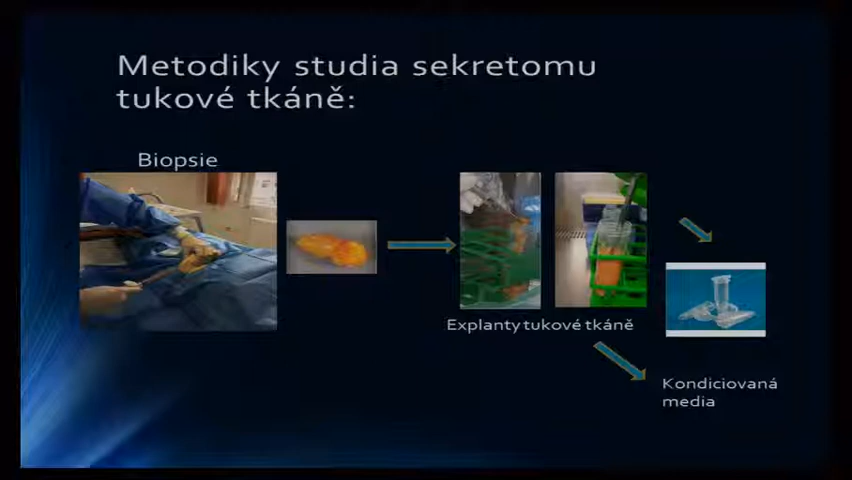 Metodiky studia sekretomu
tukové tkáně:
Biopsie
Explanty tukové tkáně
Kondiciovaná
media